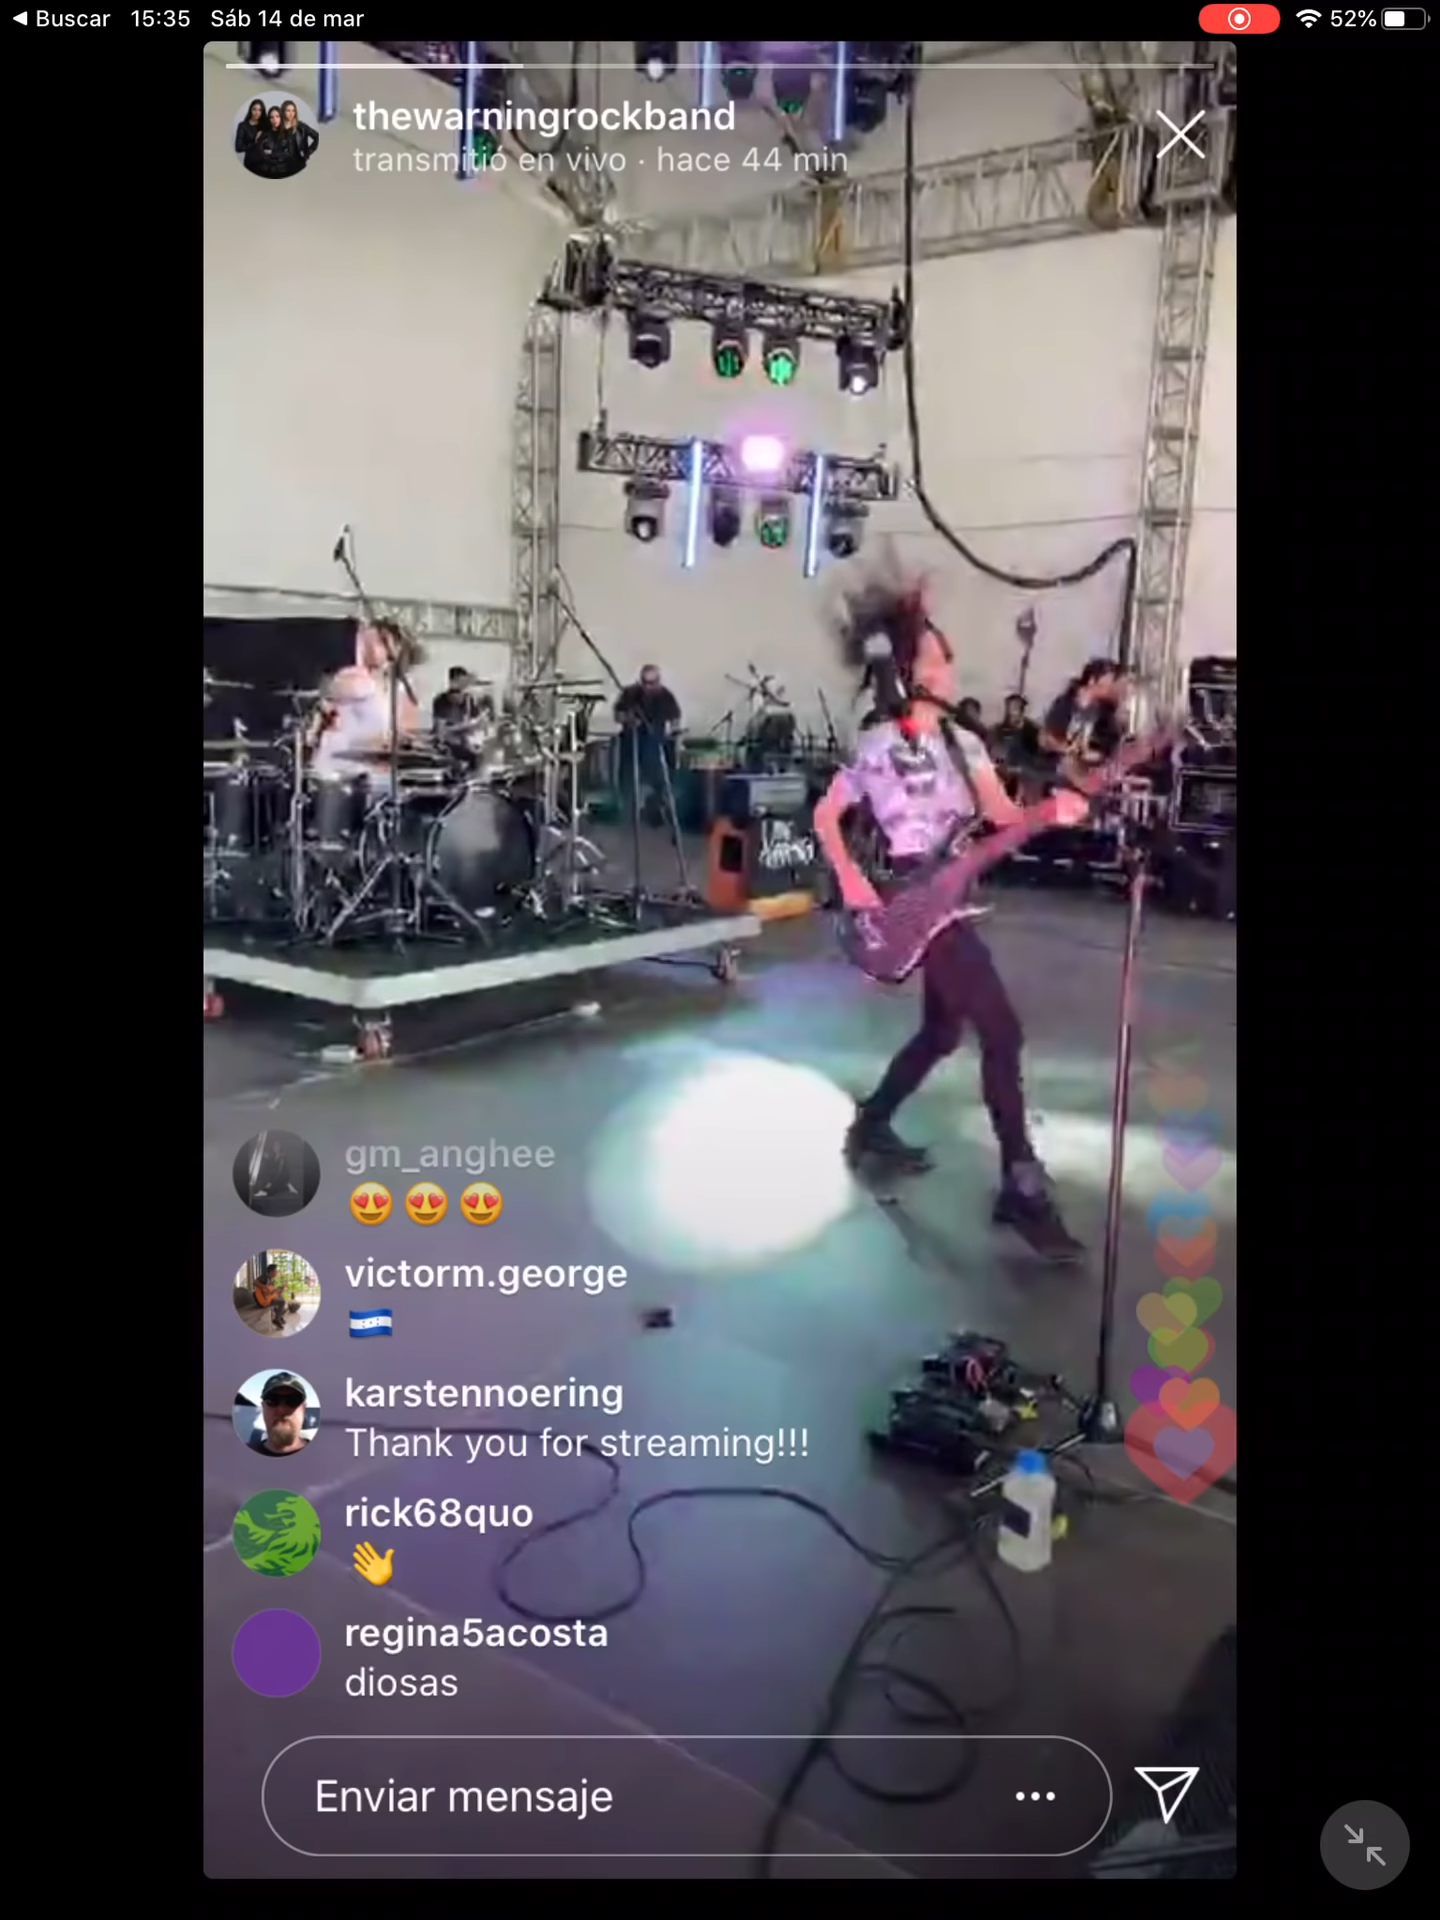 Buscar 15:35 Sáb 14 de mar 52%
thewarningrockband
transmitió en vivo · hace 44 min
gm_anghee
😍😍😍
victorm.george
🇭🇳
karstennoering
Thank you for streaming!!!
rick68quo
👋
regina5acosta
diosas
Enviar mensaje